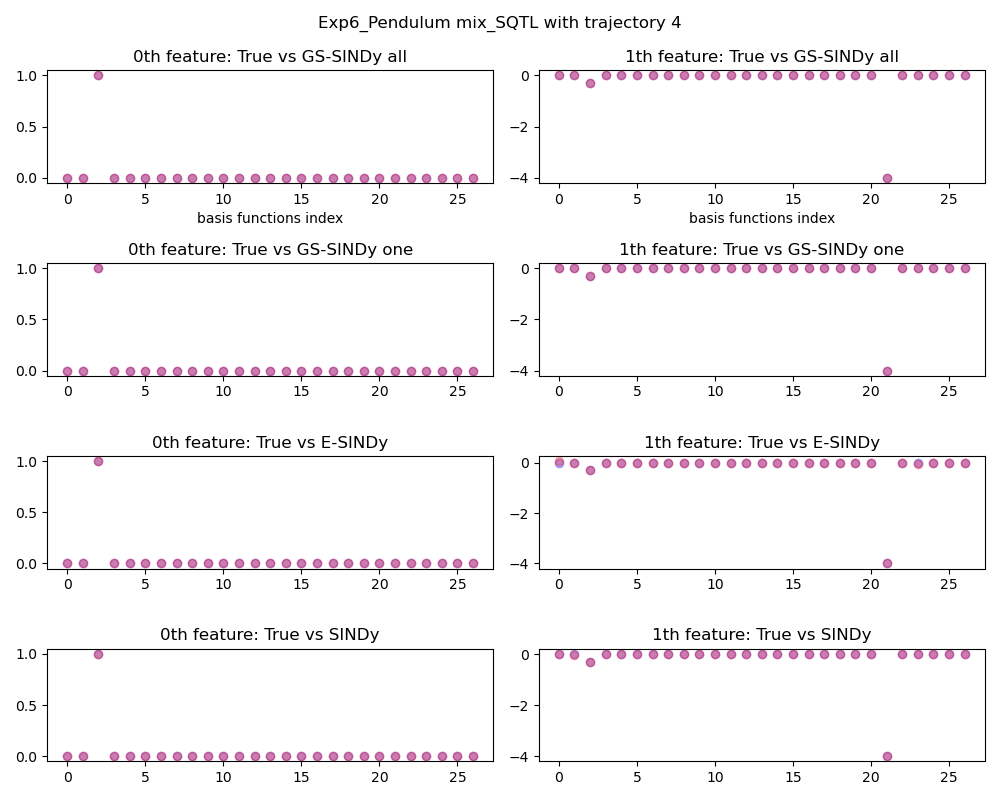 Exp6_Pendulum mix_SQTL with trajectory 4
0th feature: True vs GS-SINDy all
1.0
0.5
0.0
0 5 10 15 20 25
basis functions index
1th feature: True vs GS-SINDy all
0
−2
−4
0 5 10 15 20 25
basis functions index
0th feature: True vs GS-SINDy one
1.0
0.5
0.0
0 5 10 15 20 25
1th feature: True vs GS-SINDy one
0
−2
−4
0 5 10 15 20 25
0th feature: True vs E-SINDy
1.0
0.5
0.0
0 5 10 15 20 25
1th feature: True vs E-SINDy
0
−2
−4
0 5 10 15 20 25
0th feature: True vs SINDy
1.0
0.5
0.0
0 5 10 15 20 25
1th feature: True vs SINDy
0
−2
−4
0 5 10 15 20 25